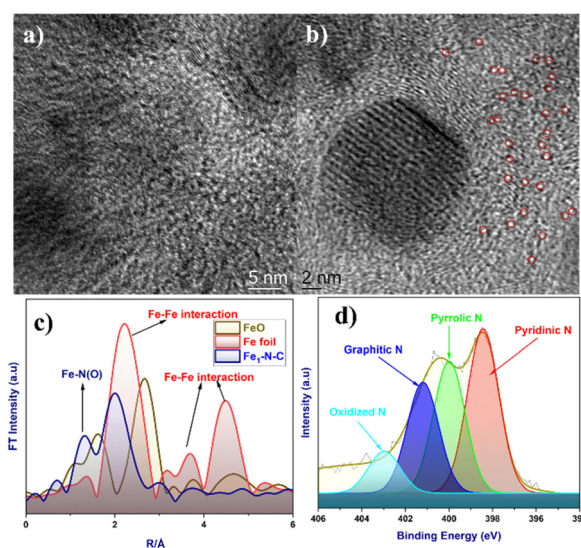 a)
b)
5 nm
2 nm
c)
Fe-Fe interaction
FeO
Fe foil
Fe₁-N-C
Fe-N(O)
Fe-Fe interaction
FT Intensity (a.u)
0 2 4 6
R/Å
d)
Pyrrolic N
Graphitic N
Pyridinic N
Oxidized N
Intensity (a.u)
406 404 402 400 398 396 39
Binding Energy (eV)